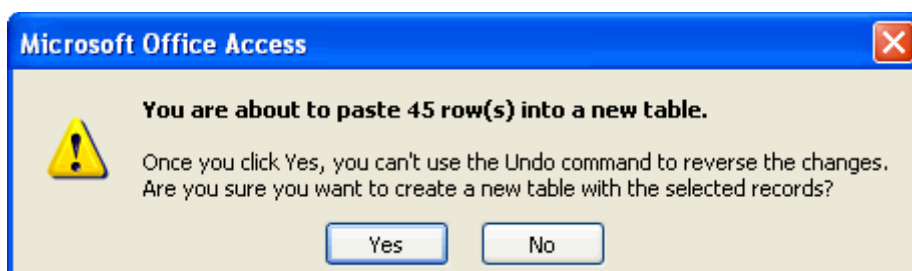 Microsoft Office Access
You are about to paste 45 row(s) into a new table.
Once you click Yes, you can't use the Undo command to reverse the changes.
Are you sure you want to create a new table with the selected records?
Yes No